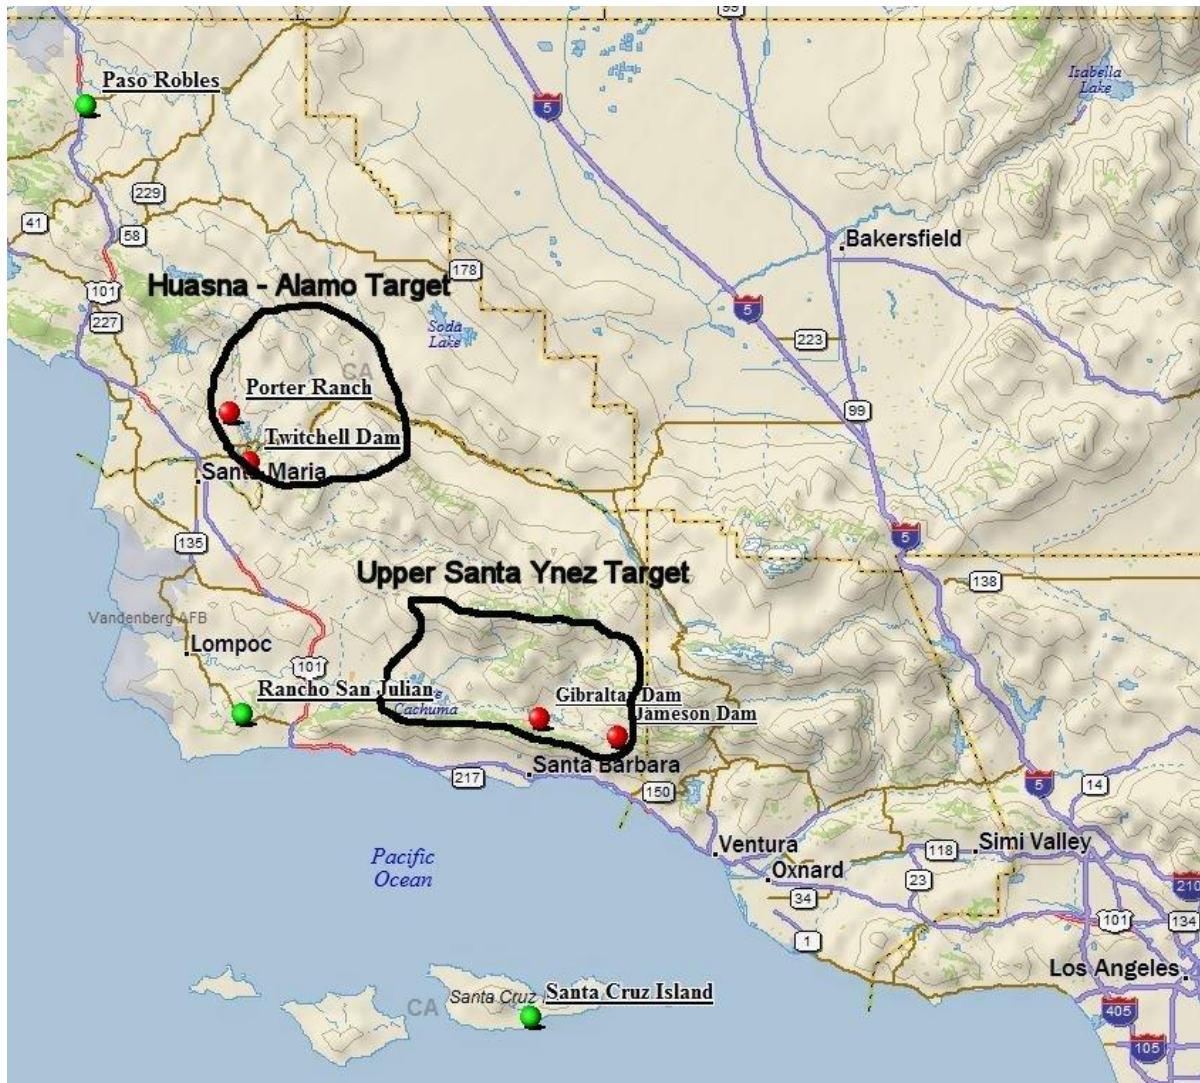 99
Paso Robles
Isabella
Lake
5
229
41
58
Bakersfield
178
Huasna - Alamo Target
101
227
Soda
Lake
5
223
CA
Porter Ranch
99
Twitchell Dam
Santa Maria
135
5
Upper Santa Ynez Target
138
Vandenberg AFB
Lompoc
101
Rancho San Julian
Gibraltar Dam
Cachuma
Jameson Dam
Santa Barbara
217
150
5
14
Ventura
118
Simi Valley
Oxnard
23
210
34
101
134
Pacific
Ocean
1
Los Angeles
Santa Cruz
Santa Cruz Island
CA
405
105